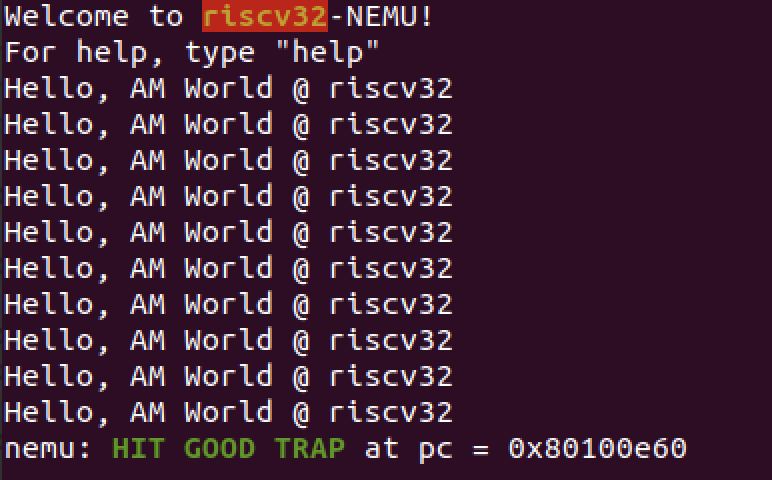 Welcome to riscv32-NEMU!
For help, type "help"
Hello, AM World @ riscv32
Hello, AM World @ riscv32
Hello, AM World @ riscv32
Hello, AM World @ riscv32
Hello, AM World @ riscv32
Hello, AM World @ riscv32
Hello, AM World @ riscv32
Hello, AM World @ riscv32
Hello, AM World @ riscv32
Hello, AM World @ riscv32
nemu: HIT GOOD TRAP at pc = 0x80100e60